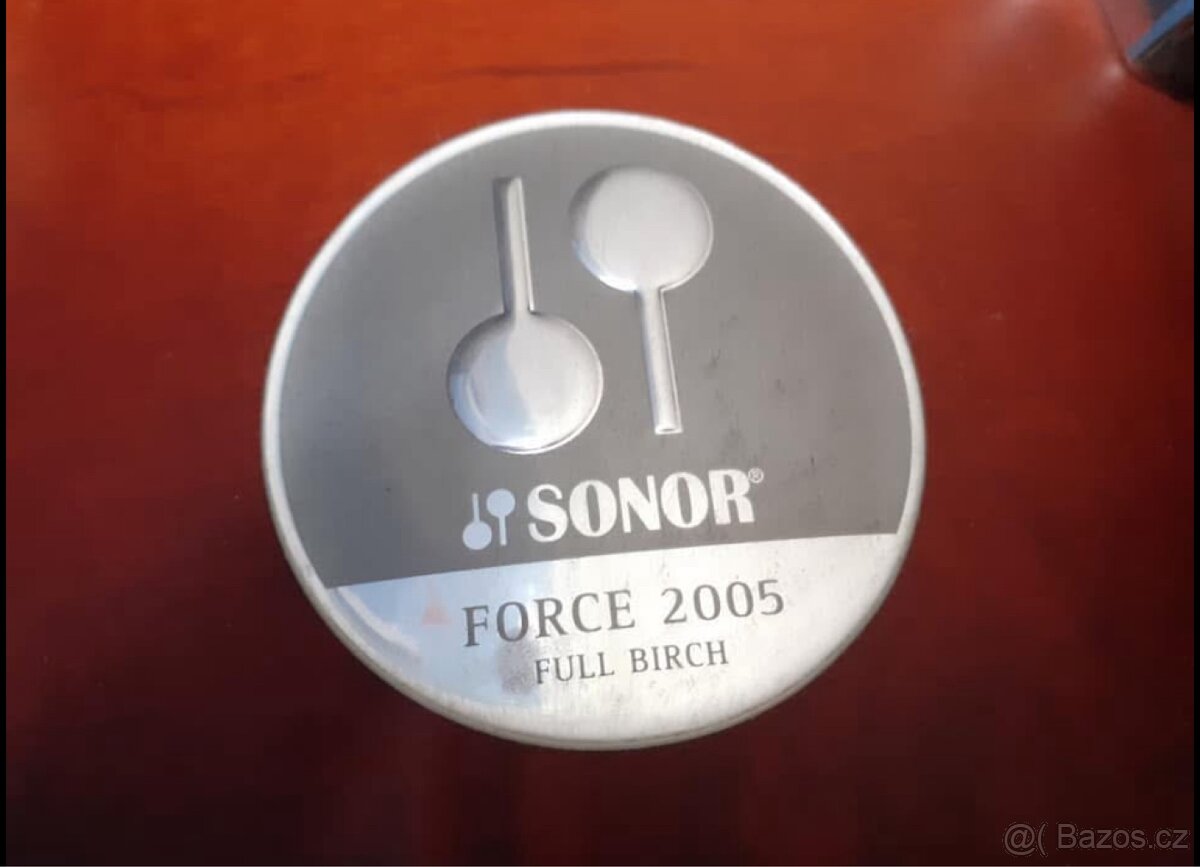 SONOR®
FORCE 2005
FULL BIRCH
@( Bazos.cz